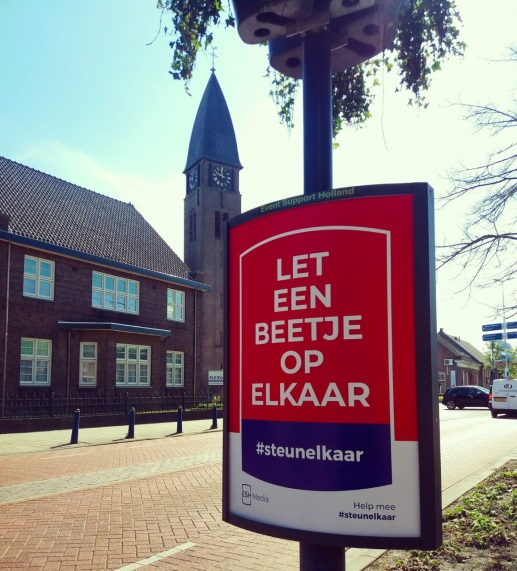 Event Support Holland
LET
EEN
BEETJE
OP
ELKAAR
#steunelkaar
ESH Media
Help mee
#steunelkaar